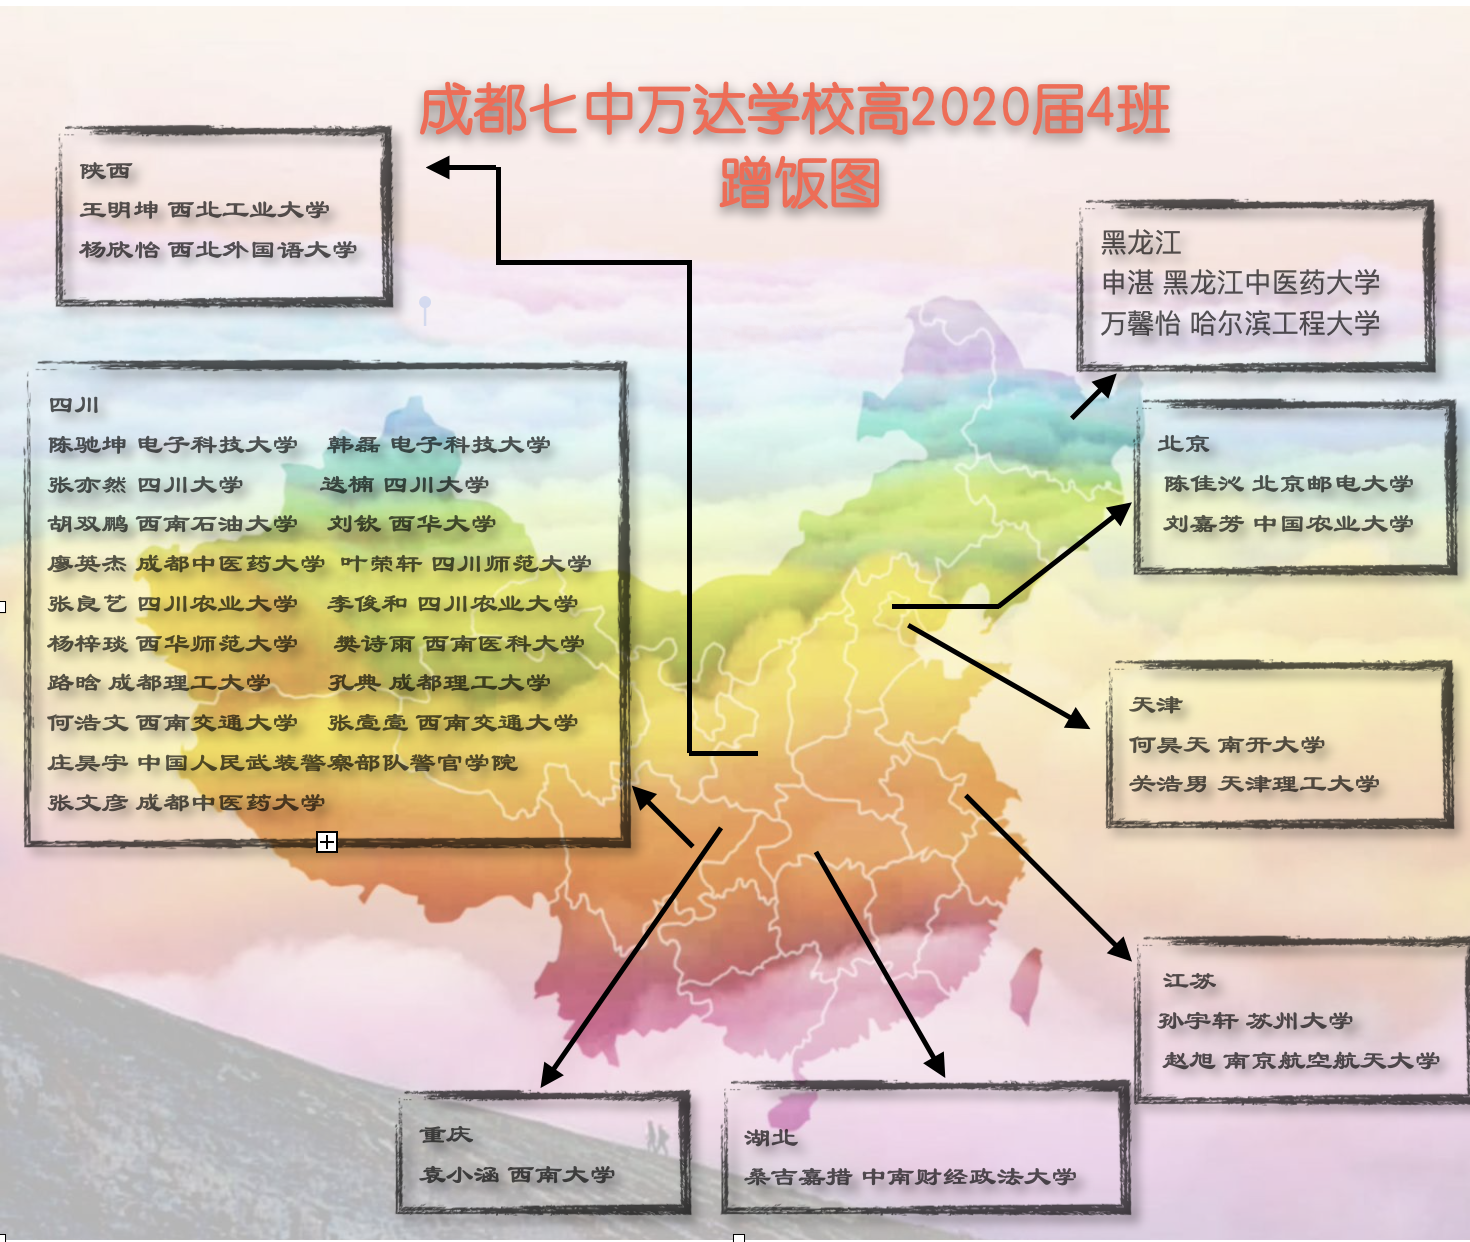 成都七中万达学校高2020届4班
蹭饭图
陕西
王明坤 西北工业大学
杨欣怡 西北外国语大学
黑龙江
申湛 黑龙江中医药大学
万馨怡 哈尔滨工程大学
四川
陈驰坤 电子科技大学 韩磊 电子科技大学
张亦然 四川大学 迭楠 四川大学
胡双鹏 西南石油大学 刘钦 西华大学
廖英杰 成都中医药大学 叶荣轩 四川师范大学
张良艺 四川农业大学 李俊和 四川农业大学
杨梓琰 西华师范大学 樊诗雨 西南医科大学
路晗 成都理工大学 孔典 成都理工大学
何浩文 西南交通大学 张壹壹 西南交通大学
庄昊宇 中国人民武装警察部队警官学院
张文彦 成都中医药大学
北京
陈佳沁 北京邮电大学
刘嘉芳 中国农业大学
天津
何昊天 南开大学
关浩男 天津理工大学
江苏
孙宇轩 苏州大学
赵旭 南京航空航天大学
重庆
袁小涵 西南大学
湖北
桑吉嘉措 中南财经政法大学